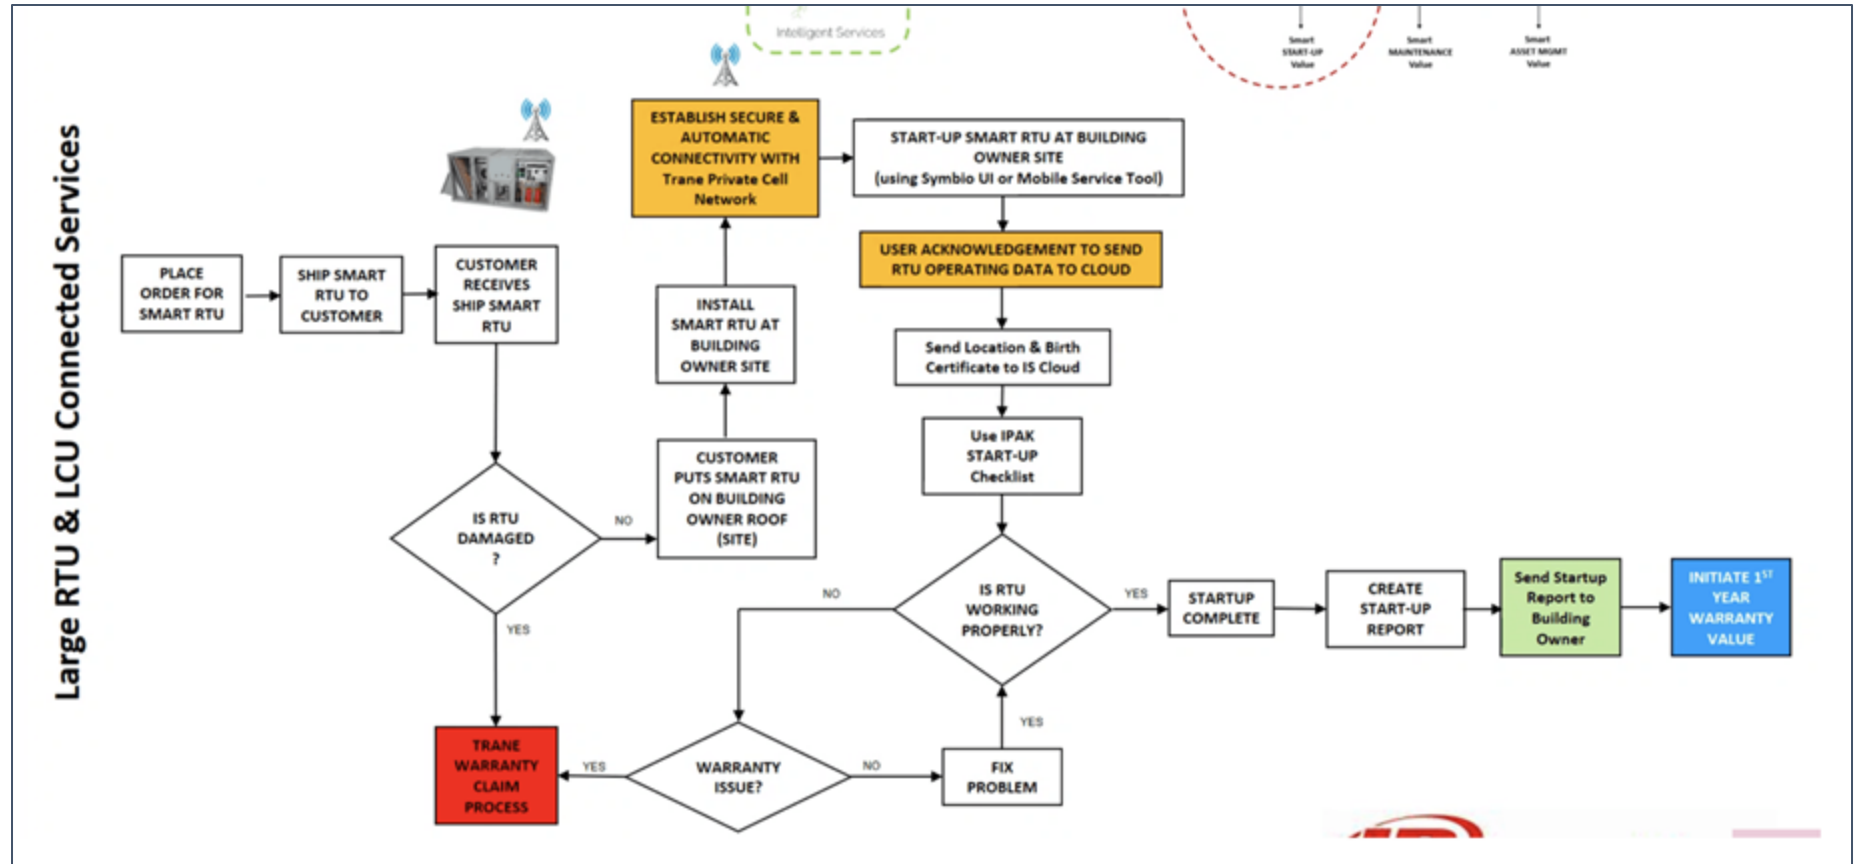 Intelligent Services
Smart
START-UP
Value
Smart
MAINTENANCE
Value
Smart
ASSET MGMT
Value
Large RTU & LCU Connected Services
PLACE
ORDER FOR
SMART RTU
SHIP SMART
RTU TO
CUSTOMER
CUSTOMER
RECEIVES
SHIP SMART
RTU
IS RTU
DAMAGED
?
NO
YES
CUSTOMER
PUTS SMART RTU
ON BUILDING
OWNER ROOF
(SITE)
INSTALL
SMART RTU AT
BUILDING
OWNER SITE
ESTABLISH SECURE &
AUTOMATIC
CONNECTIVITY WITH
Trane Private Cell
Network
START-UP SMART RTU AT BUILDING
OWNER SITE
(using Symbio UI or Mobile Service Tool)
USER ACKNOWLEDGEMENT TO SEND
RTU OPERATING DATA TO CLOUD
Send Location & Birth
Certificate to IS Cloud
Use IPAK
START-UP
Checklist
IS RTU
WORKING
PROPERLY?
NO
YES
STARTUP
COMPLETE
CREATE
START-UP
REPORT
Send Startup
Report to
Building
Owner
INITIATE 1ST
YEAR
WARRANTY
VALUE
WARRANTY
ISSUE?
YES
NO
FIX
PROBLEM
YES
TRANE
WARRANTY
CLAIM
PROCESS